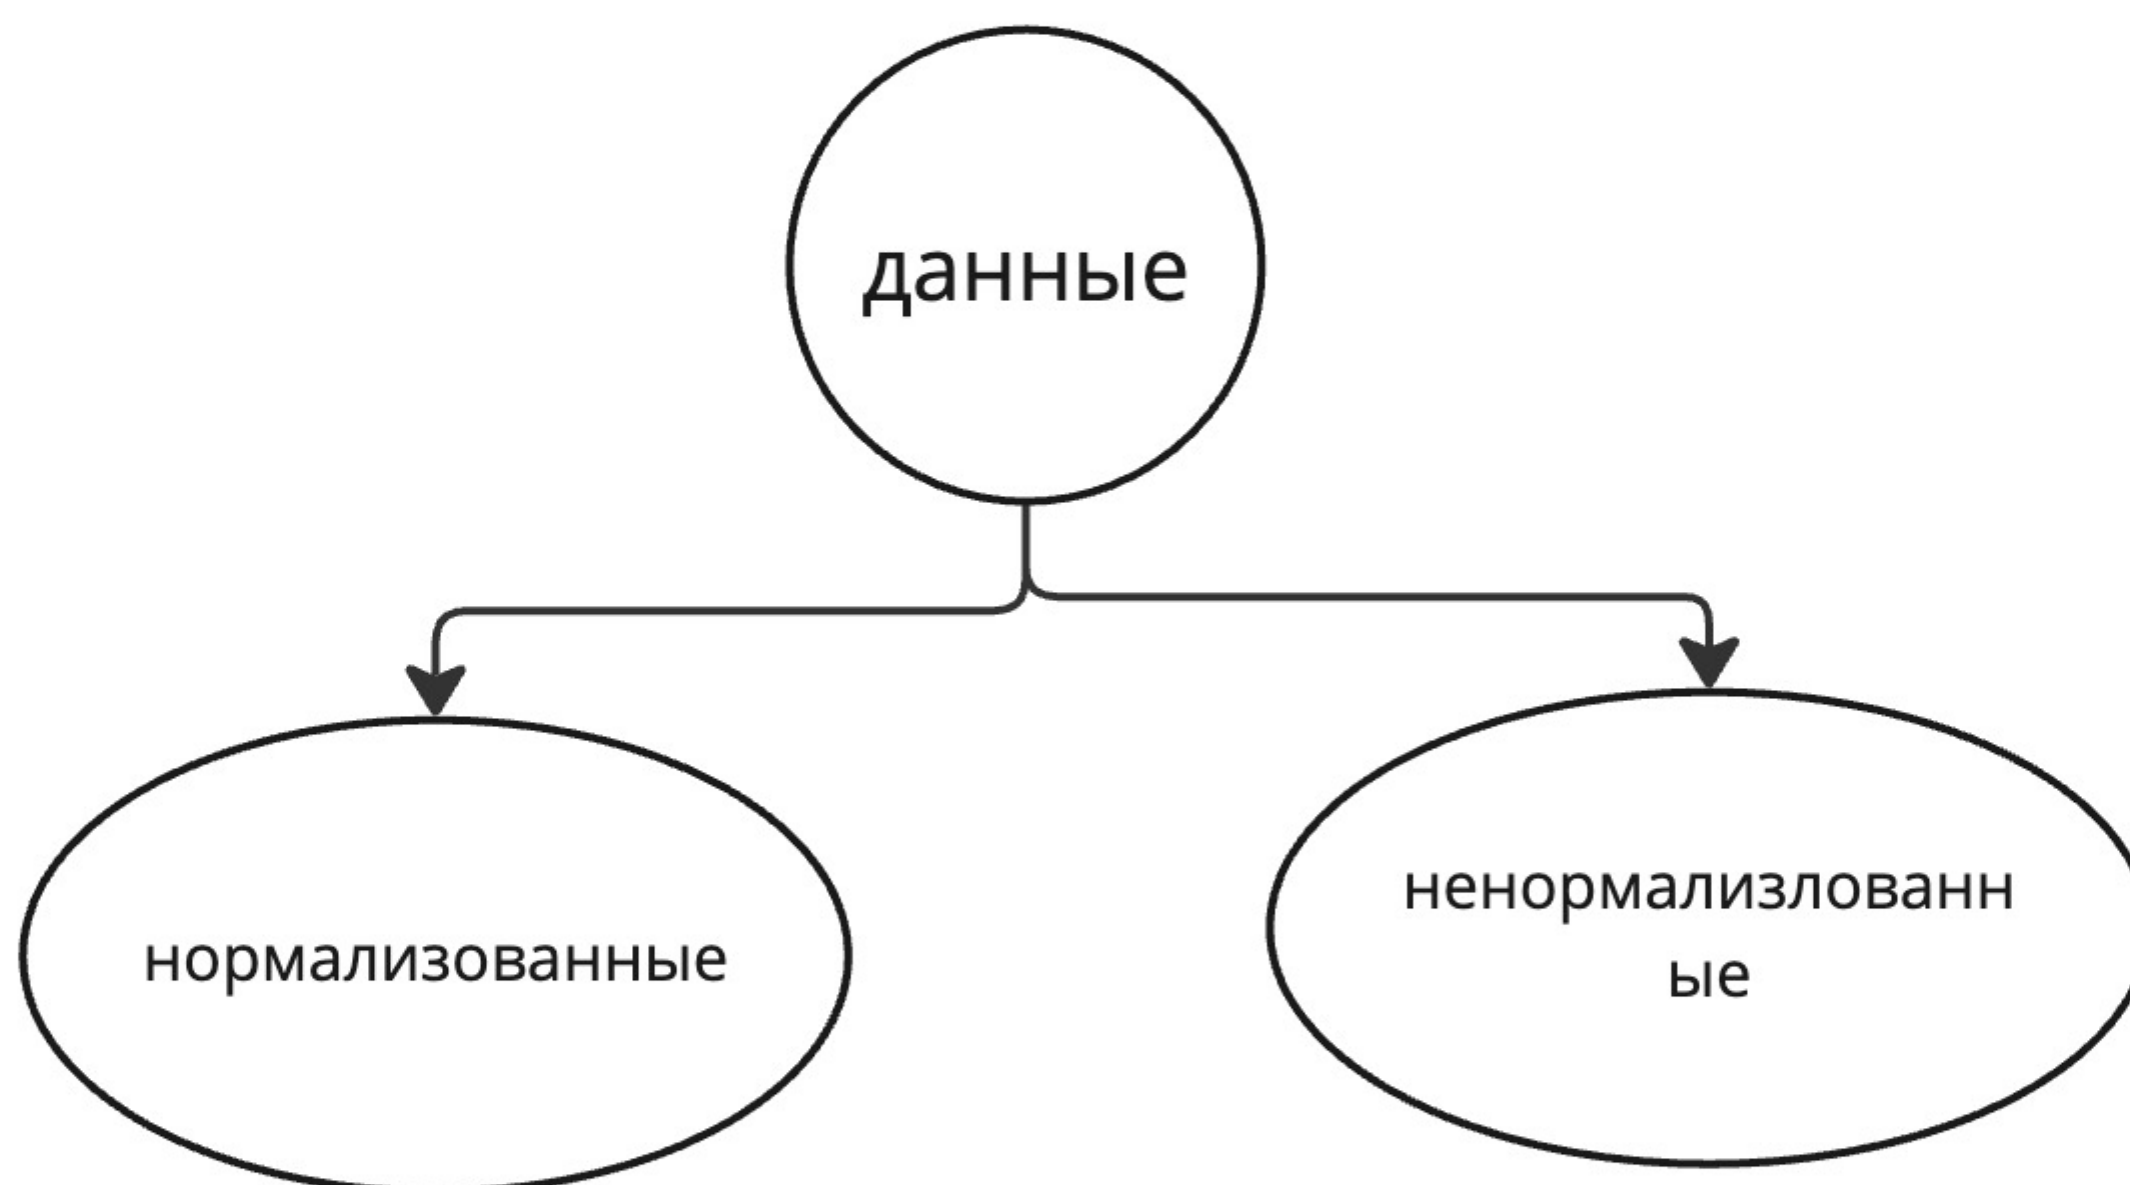 данные
нормализованные
ненормализлованн
ые